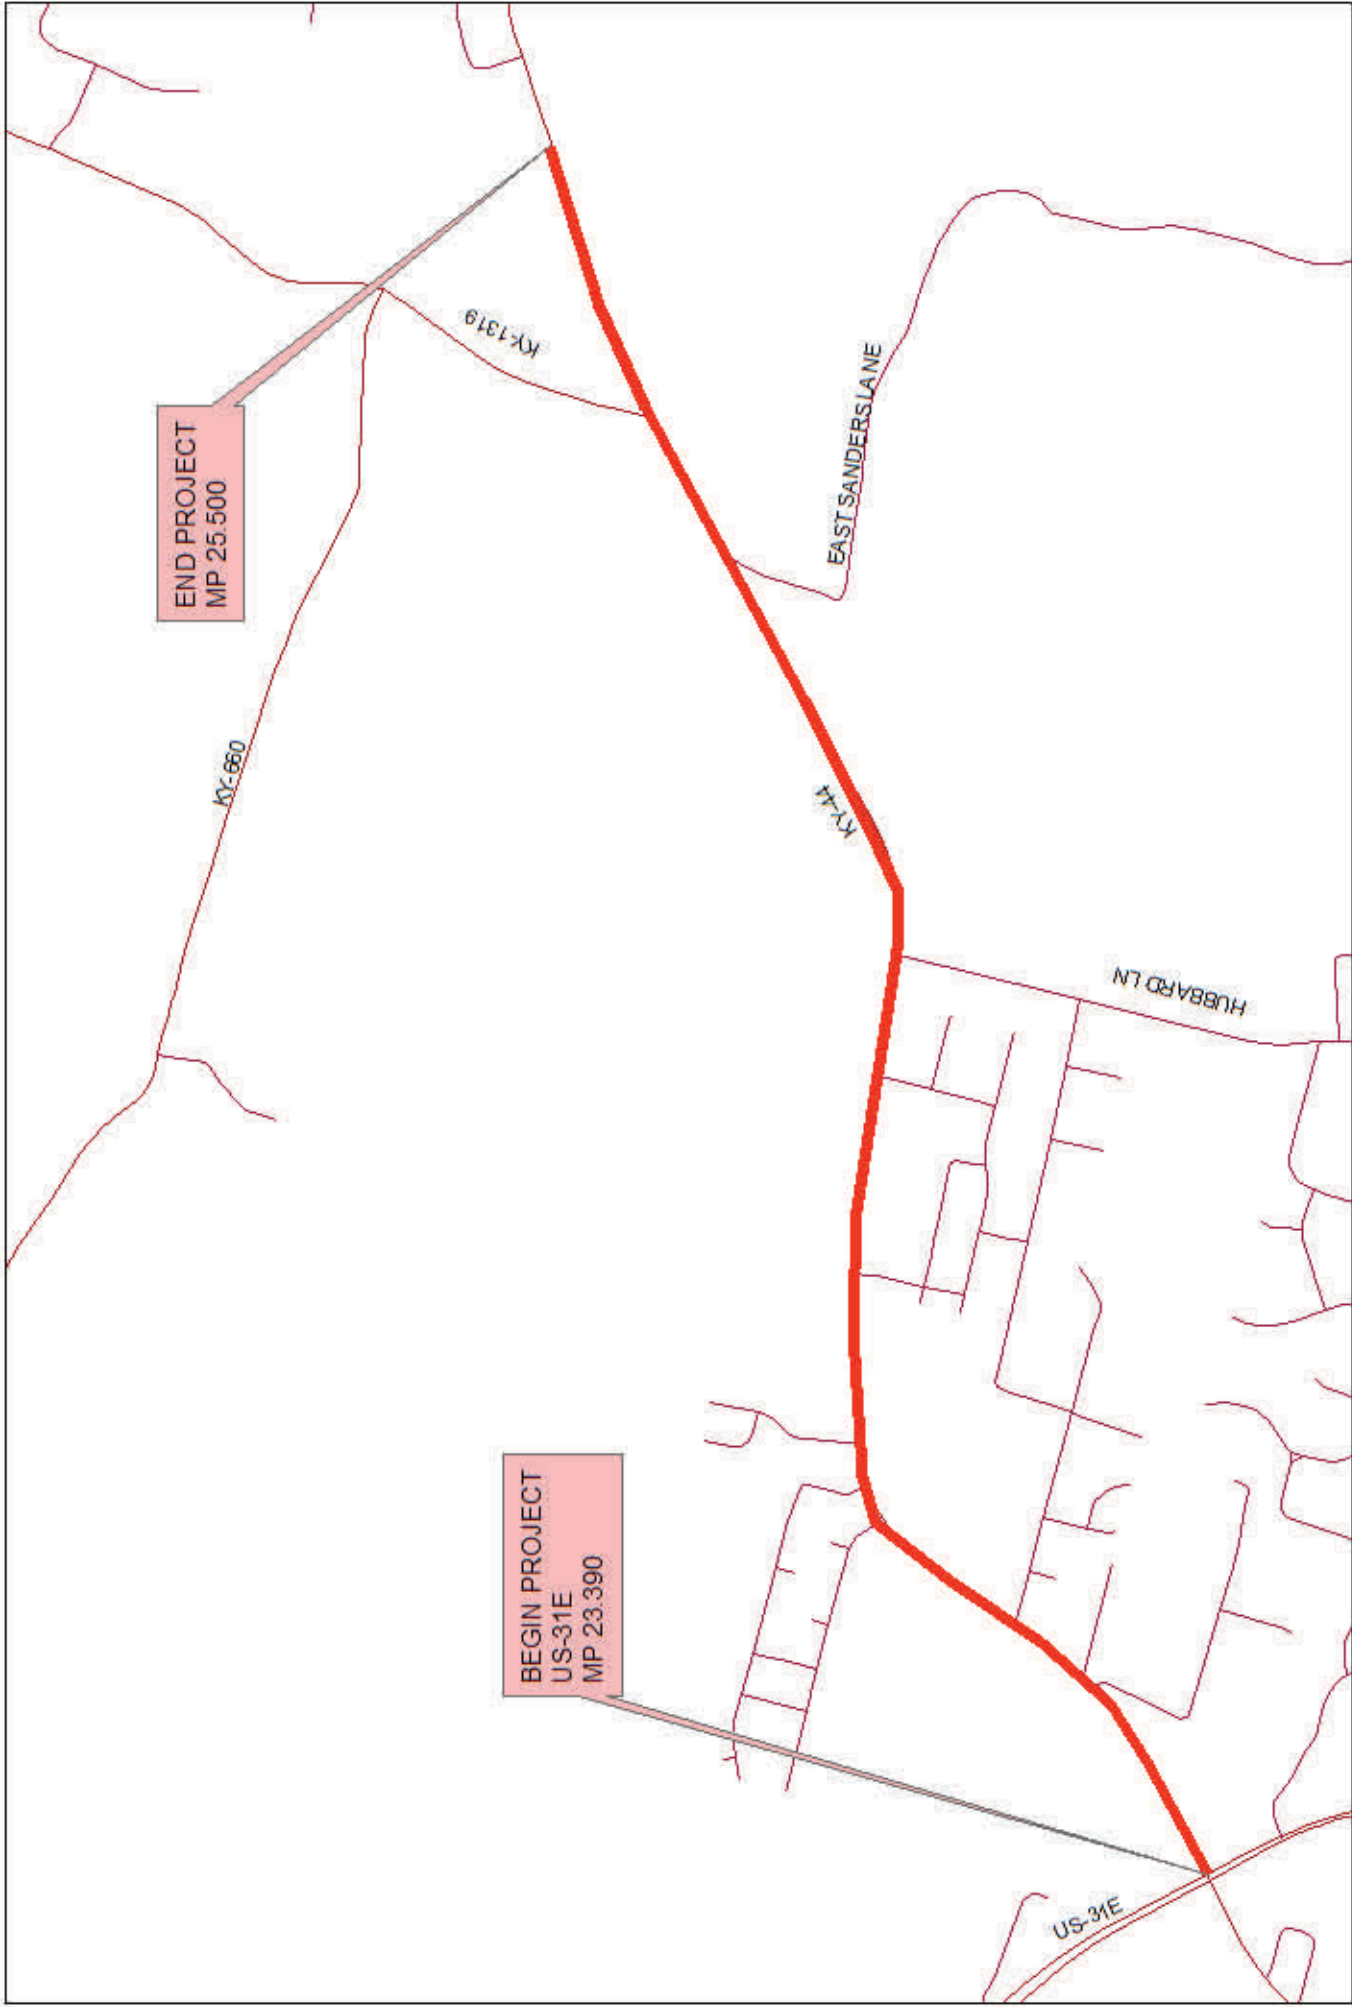 END PROJECT
MP 25.500
KY-1319
KY-660
EAST SANDERS LANE
KY-44
HUBBARD LN
BEGIN PROJECT
US-31E
MP 23.390
US-31E